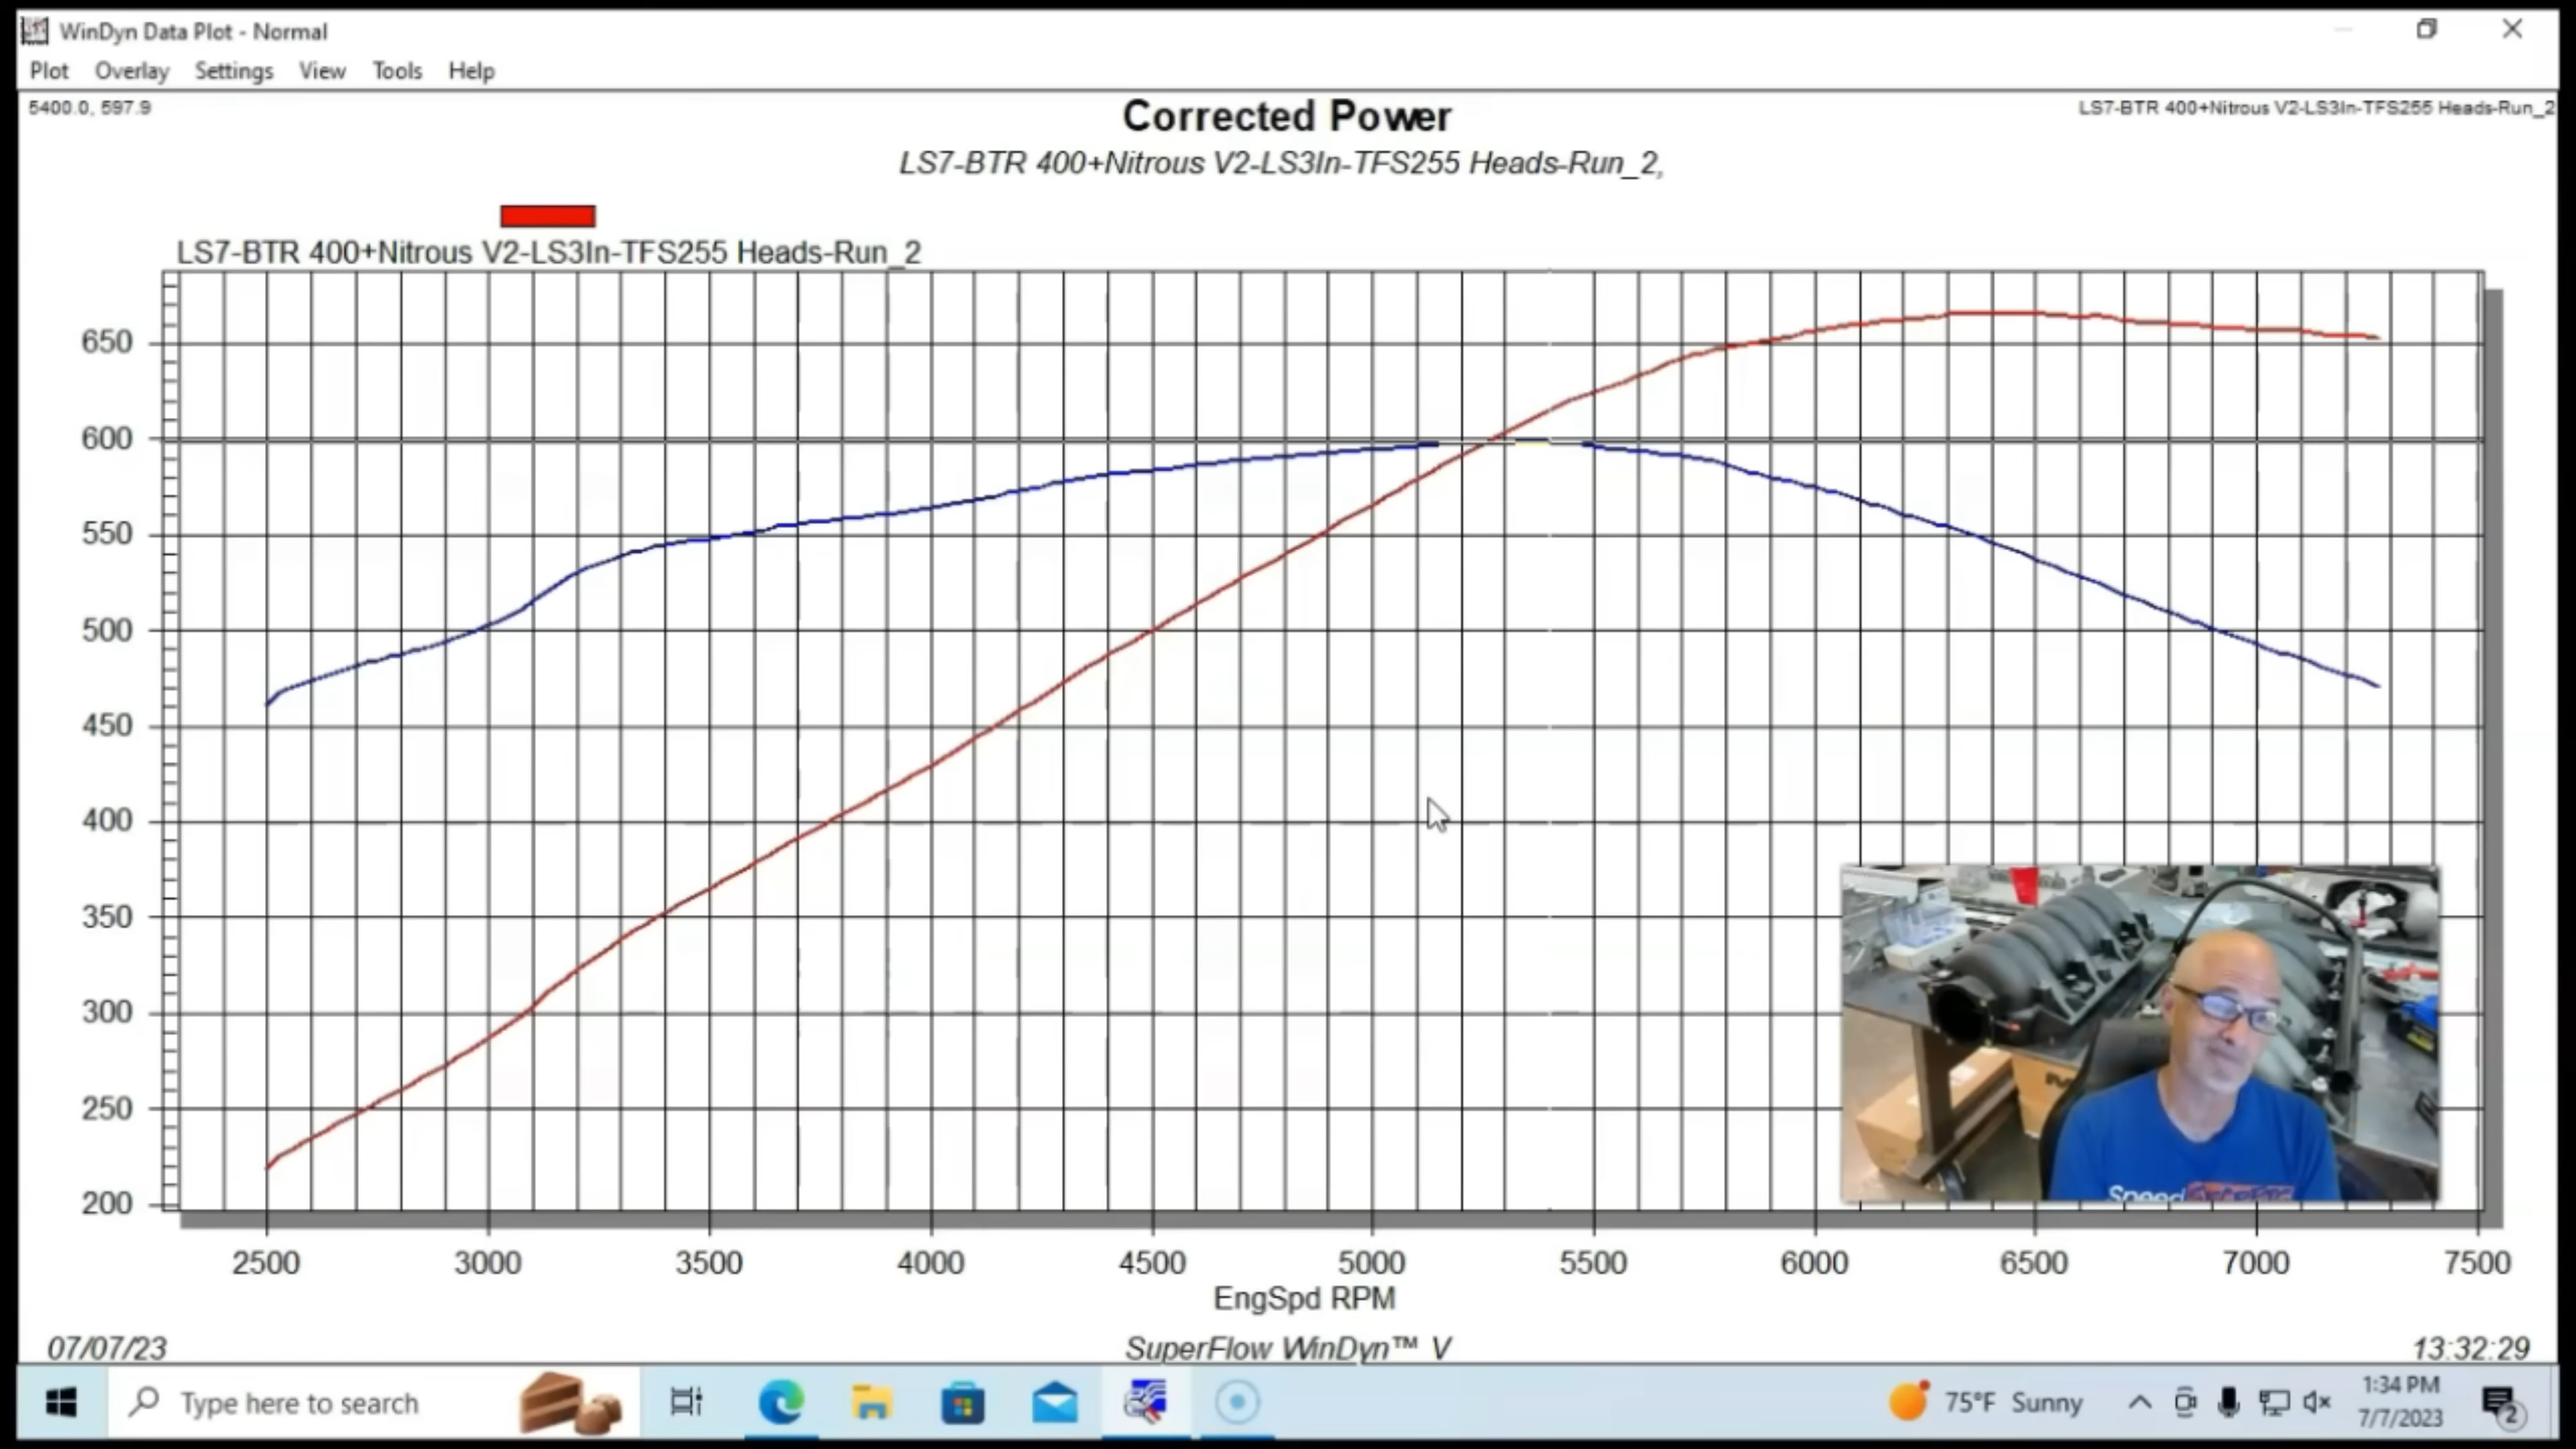 WinDyn Data Plot - Normal
Plot Overlay Settings View Tools Help
5400.0, 597.9
Corrected Power
LS7-BTR 400+Nitrous V2-LS3In-TFS255 Heads-Run_2
LS7-BTR 400+Nitrous V2-LS3In-TFS255 Heads-Run_2,
LS7-BTR 400+Nitrous V2-LS3In-TFS255 Heads-Run_2
650
600
550
500
450
400
350
300
250
200
Speed
2500 3000 3500 4000 4500 5000 5500 6000 6500 7000 7500
EngSpd RPM
07/07/23
SuperFlow WinDyn™ V
13:32:29
Type here to search
75°F Sunny
1:34 PM
7/7/2023
2